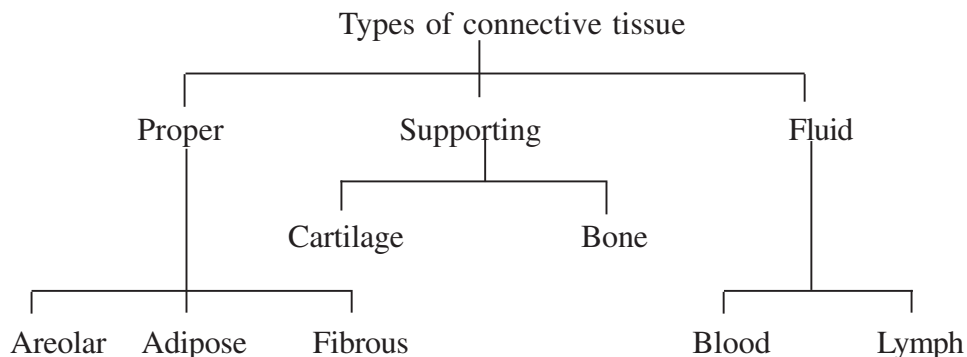 Types of connective tissue
Proper Supporting Fluid
Cartilage Bone
Areolar Adipose Fibrous Blood Lymph